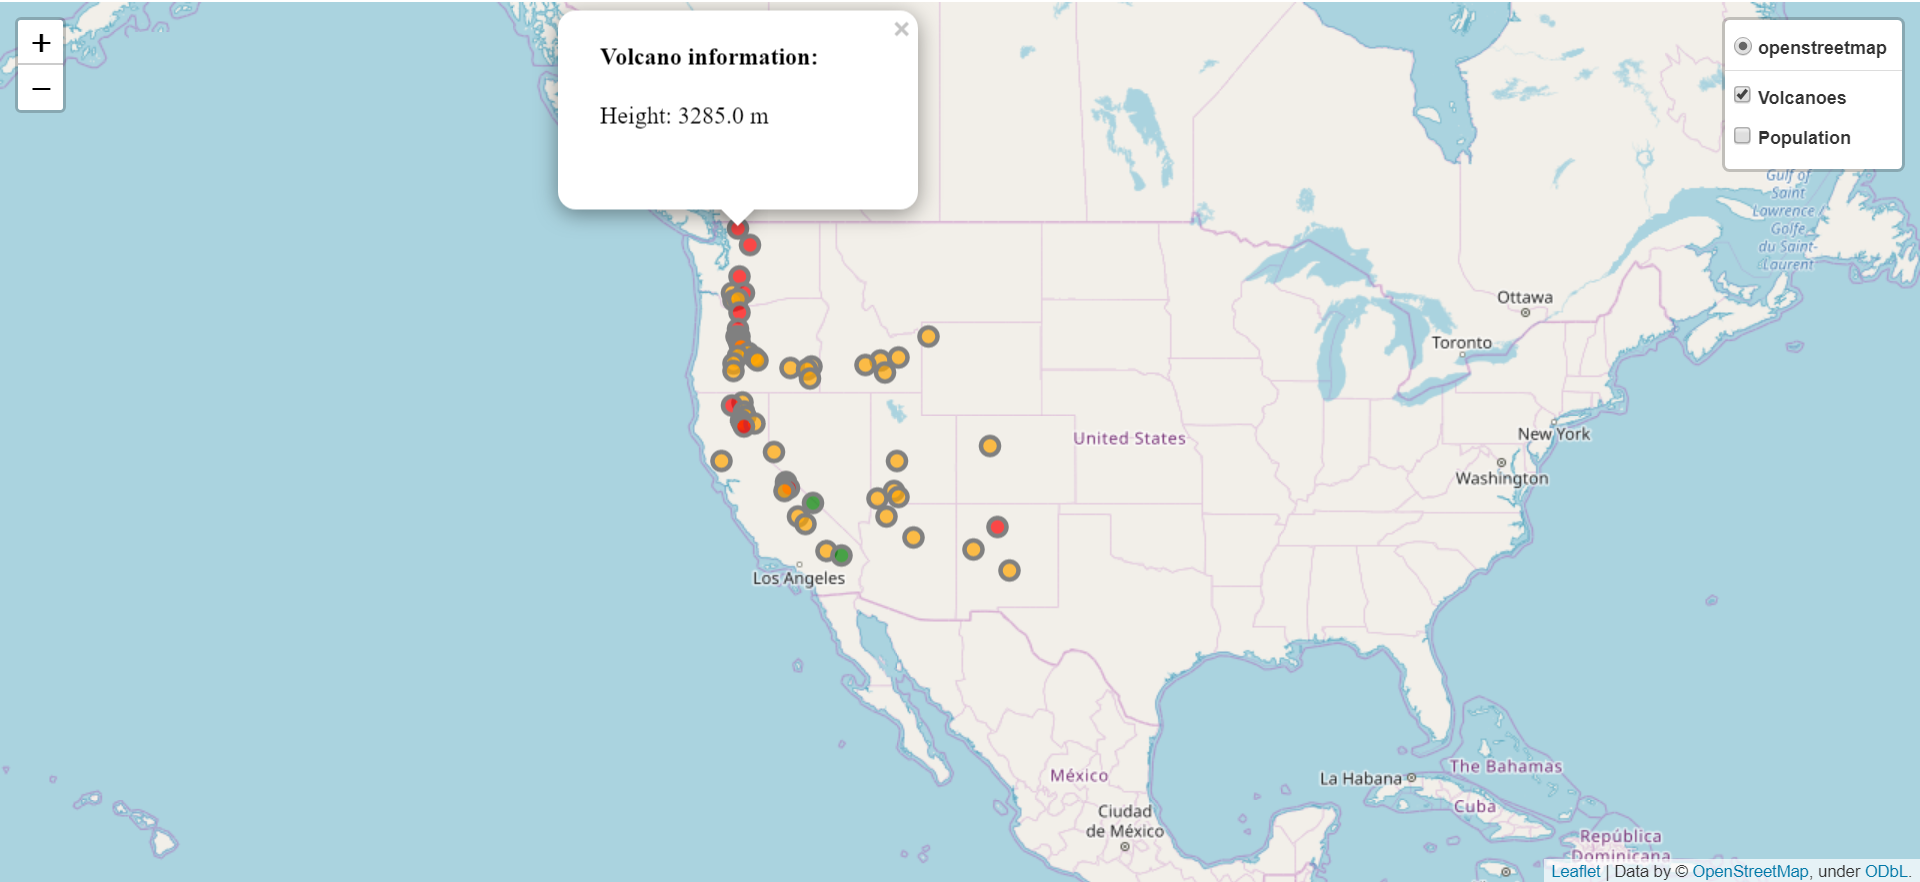 +
−
Volcano information:
×
Height: 3285.0 m
openstreetmap
Volcanoes
Population
Gulf of
Saint
Lawrence /
Golfe
du Saint-
Laurent
Ottawa
Toronto
New York
United States
Washington
Los Angeles
La Habana
The Bahamas
México
Cuba
Ciudad
de México
República
Dominicana
Leaflet | Data by © OpenStreetMap, under ODbL.